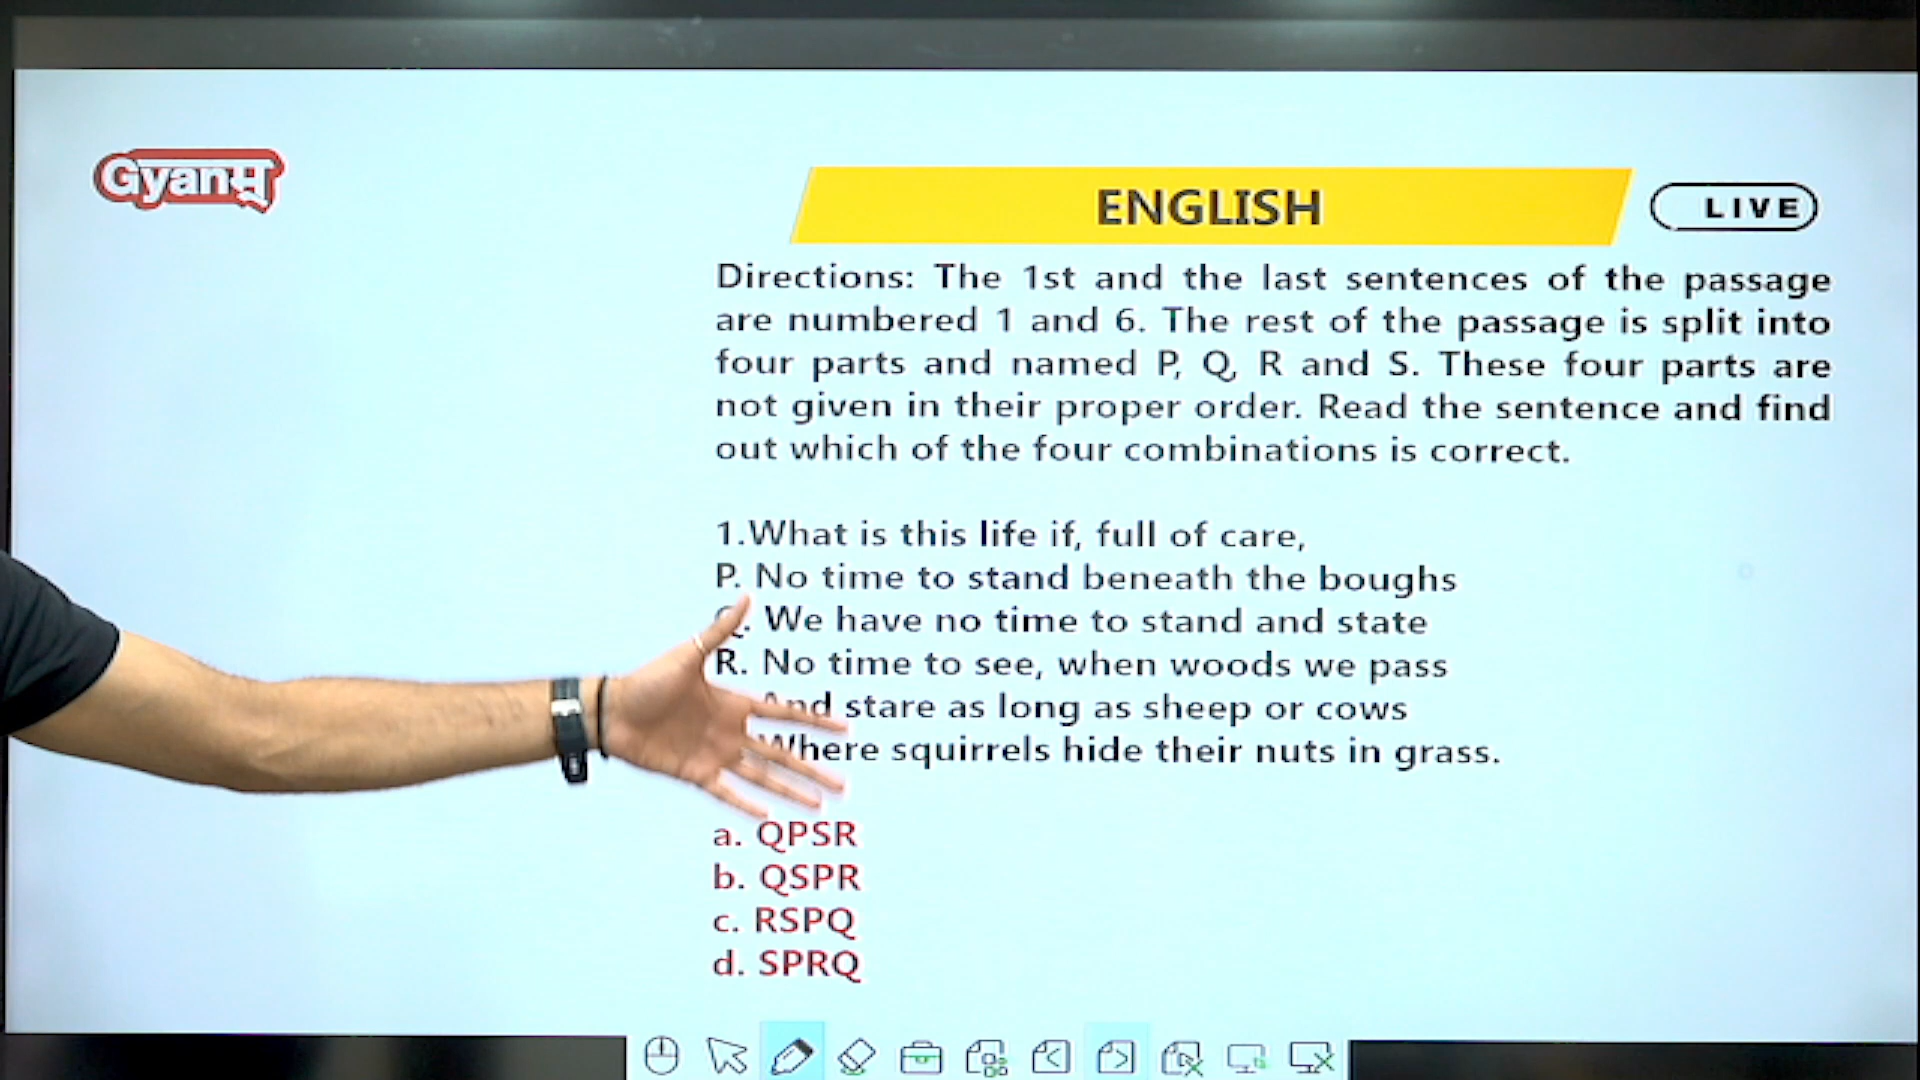 Gyanम
ENGLISH
LIVE
Directions: The 1st and the last sentences of the passage
are numbered 1 and 6. The rest of the passage is split into
four parts and named P, Q, R and S. These four parts are
not given in their proper order. Read the sentence and find
out which of the four combinations is correct.
1.What is this life if, full of care,
P. No time to stand beneath the boughs
Q. We have no time to stand and state
R. No time to see, when woods we pass
And stare as long as sheep or cows
Where squirrels hide their nuts in grass.
a. QPSR
b. QSPR
c. RSPQ
d. SPRQ